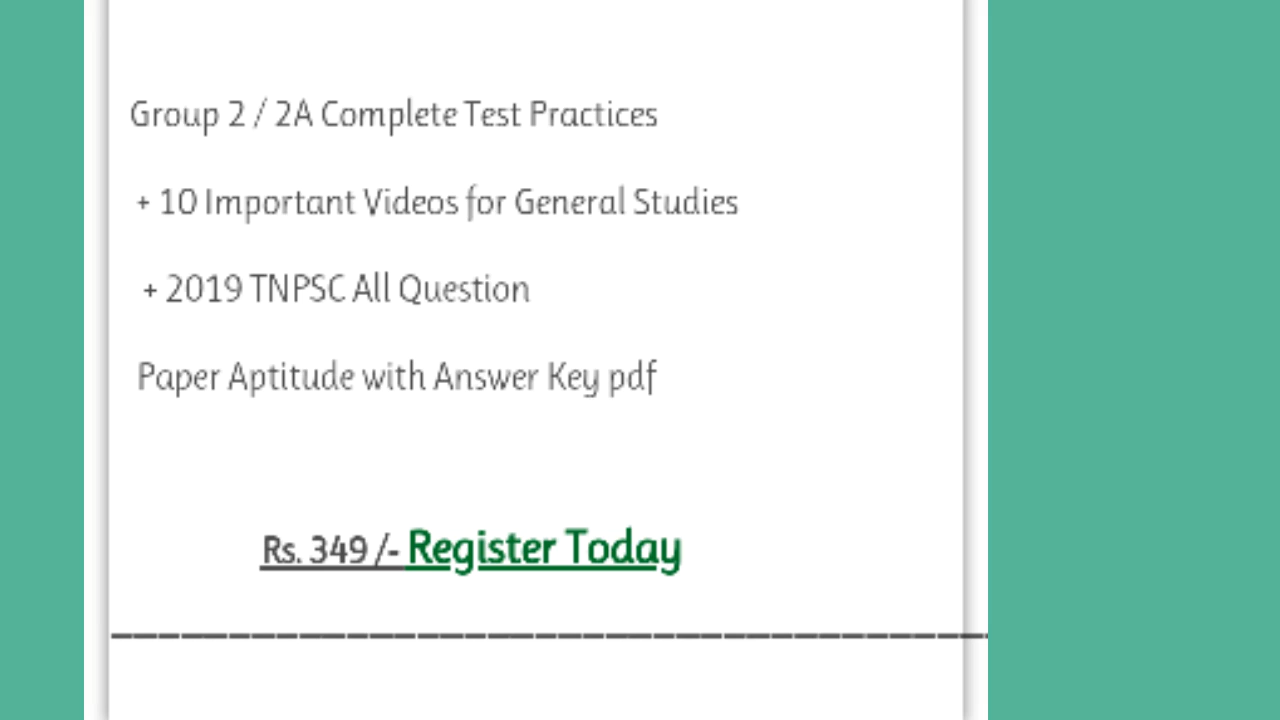 Group 2 / 2A Complete Test Practices
+ 10 Important Videos for General Studies
+ 2019 TNPSC All Question
Paper Aptitude with Answer Key pdf
Rs. 349 /- Register Today